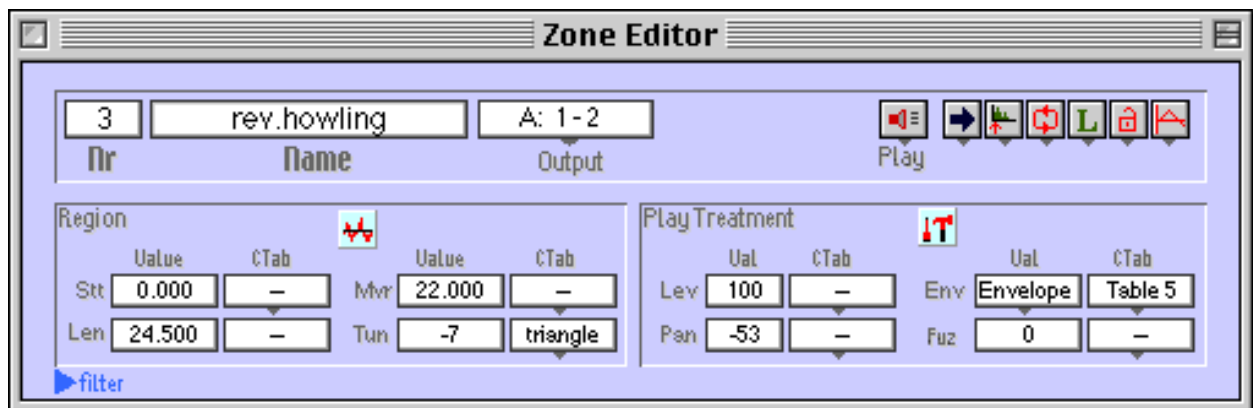 Zone Editor
3 rev.howling A: 1-2
Nr Name Output Play
L
Region
Value CTab Value CTab
Stt 0.000 – Mvr 22.000 –
Len 24.500 – Tun -7 triangle
Play Treatment
Val CTab Val CTab
Lev 100 – Env Envelope Table 5
Pan -53 – Fuz 0 –
filter